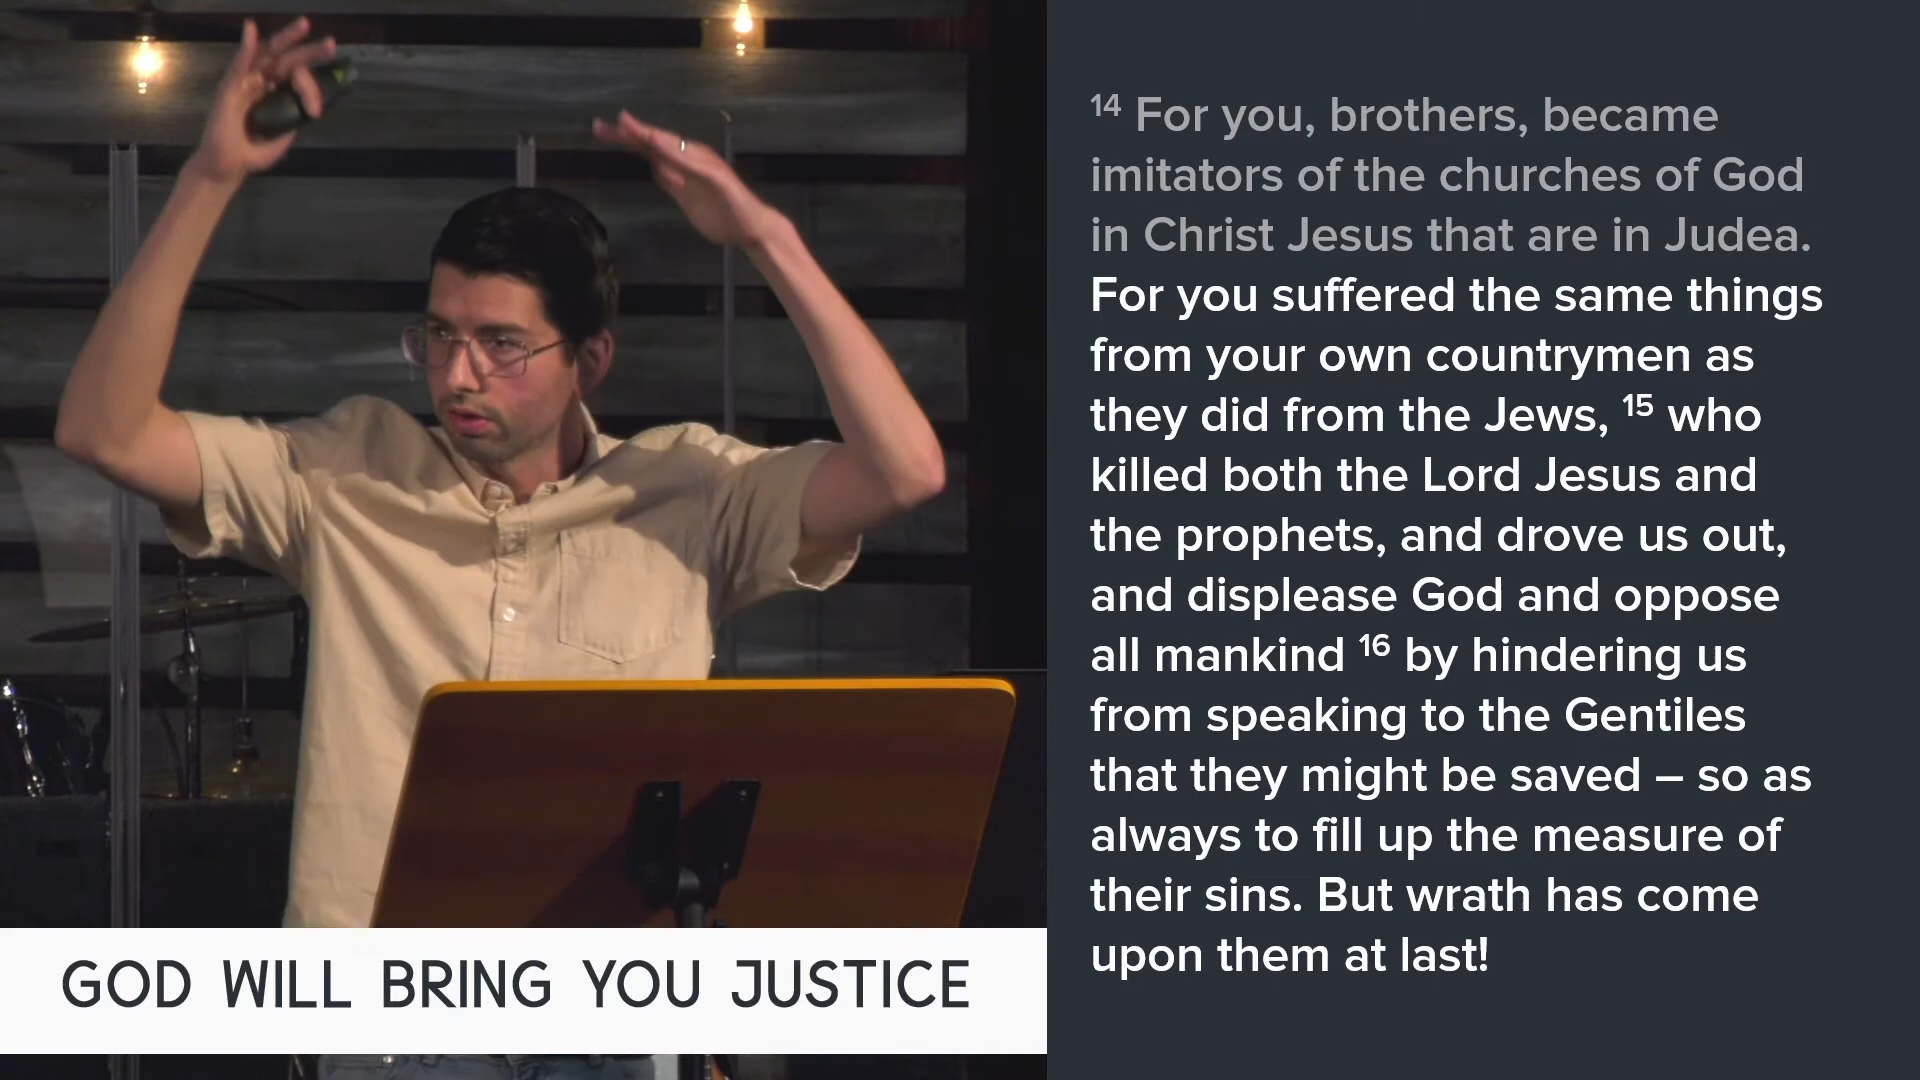 14 For you, brothers, became
imitators of the churches of God
in Christ Jesus that are in Judea.
For you suffered the same things
from your own countrymen as
they did from the Jews, 15 who
killed both the Lord Jesus and
the prophets, and drove us out,
and displease God and oppose
all mankind 16 by hindering us
from speaking to the Gentiles
that they might be saved – so as
always to fill up the measure of
their sins. But wrath has come
upon them at last!
GOD WILL BRING YOU JUSTICE